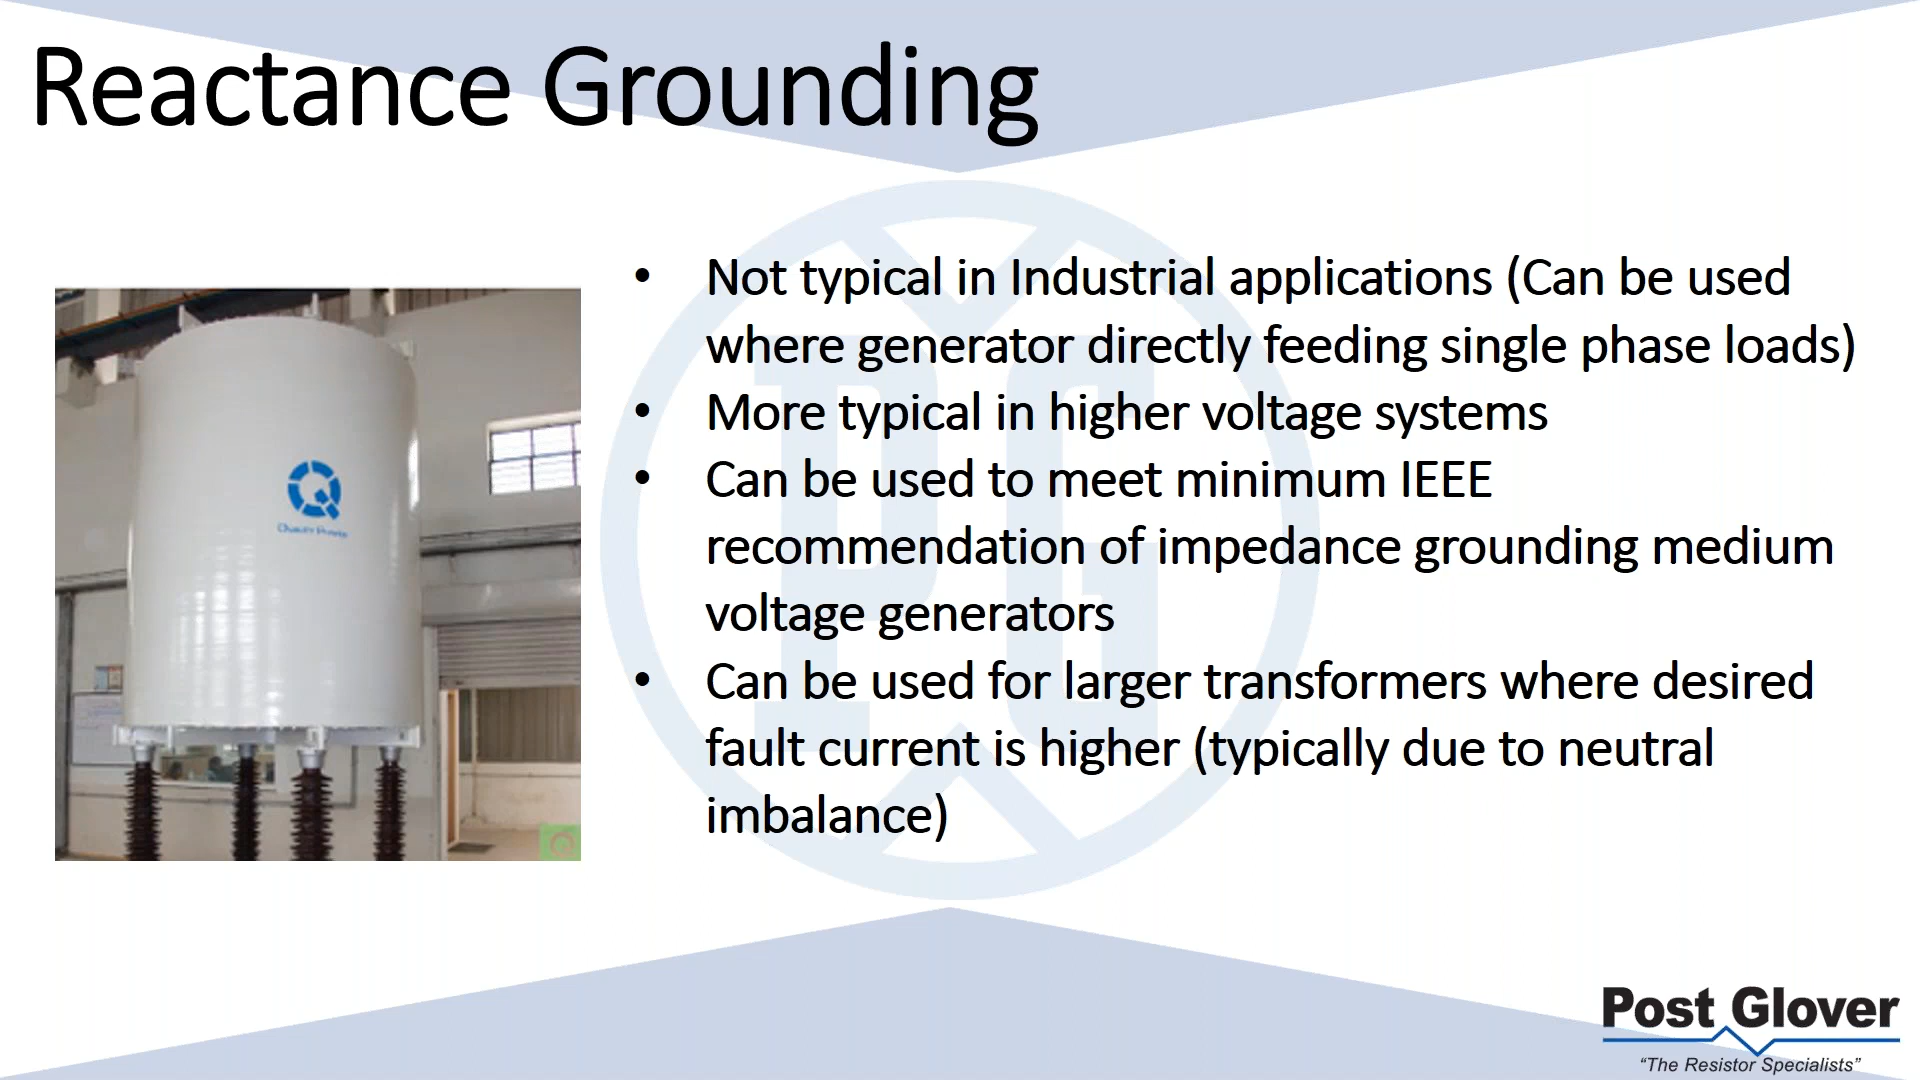 Reactance Grounding
• Not typical in Industrial applications (Can be used
where generator directly feeding single phase loads)
• More typical in higher voltage systems
• Can be used to meet minimum IEEE
recommendation of impedance grounding medium
voltage generators
• Can be used for larger transformers where desired
fault current is higher (typically due to neutral
imbalance)
PG
Post Glover
“The Resistor Specialists”